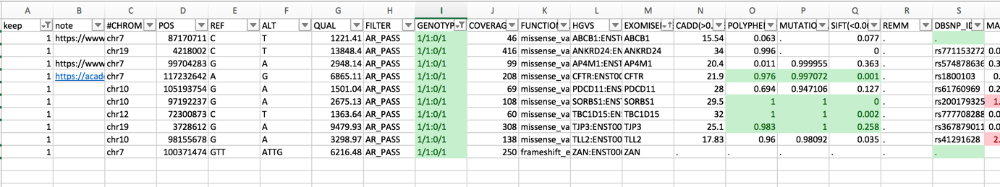 A B C D E F G H I J K L M N O P Q R S
keep note #CHROM POS REF ALT QUAL FILTER GENOTYP COVERAG FUNCTION HGVS EXOMISE CADD(>0. POLYPHE MUTATIO SIFT(<0.0 REMM DBSNP_ID MA
1 https://www chr7 87170711 C T 1221.41 AR_PASS 1/1:0/1 46 missense_va ABCB1:ENST ABCB1 15.54 0.063 . 0.077 . .
1 chr19 4218002 C T 13848.4 AR_PASS 1/1:0/1 416 missense_va ANKRD24:EN ANKRD24 34 0.996 . 0 . rs771153272 0.0
1 https://www chr7 99704283 G A 2948.14 AR_PASS 1/1:0/1 99 missense_va AP4M1:ENST AP4M1 20.4 0.011 0.999955 0.363 . rs574878636 0.3
1 https://acad chr7 117232642 A G 6865.11 AR_PASS 1/1:0/1 208 missense_va CFTR:ENST00 CFTR 21.9 0.976 0.997072 0.001 . rs1800103 0.
1 chr10 105193754 G A 1501.04 AR_PASS 1/1:0/1 69 missense_va PDCD11:ENS PDCD11 28 0.694 0.947106 0.127 . rs61760969 0.2
1 chr10 97192237 G A 2675.13 AR_PASS 1/1:0/1 108 missense_va SORBS1:ENS SORBS1 29.5 1 1 0 . rs200179325 1.
1 chr12 72300873 C T 1363.64 AR_PASS 1/1:0/1 60 missense_va TBC1D15:EN TBC1D15 32 1 1 0.002 . rs777708288 0.0
1 chr19 3728612 G A 9479.93 AR_PASS 1/1:0/1 308 missense_va TJP3:ENST00 TJP3 25.1 0.983 1 0.258 . rs367879011 0.0
1 chr10 98155678 G A 3298.97 AR_PASS 1/1:0/1 138 missense_va TLL2:ENST00 TLL2 17.83 0.96 0.98092 0.035 . rs41291628 2.
1 chr7 100371474 GTT ATTG 6216.48 AR_PASS 1/1:0/1 250 frameshift_e ZAN:ENST00 ZAN . . . . . .